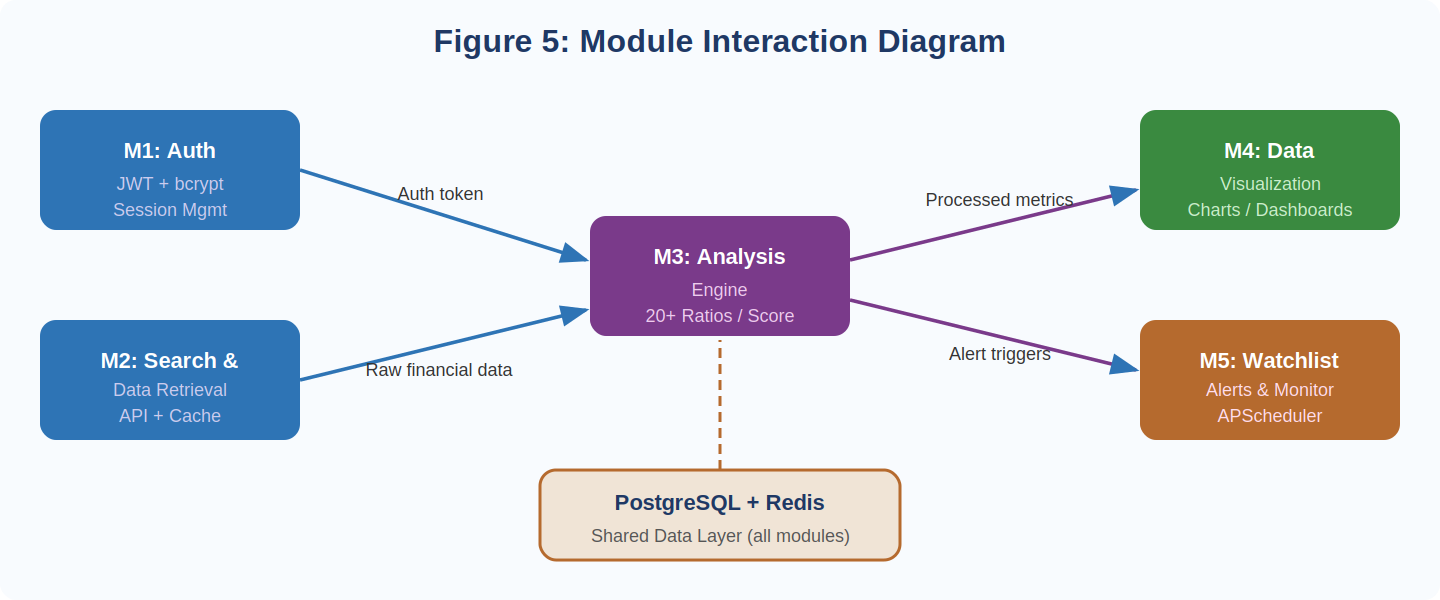 Figure 5: Module Interaction Diagram
M1: Auth
JWT + bcrypt
Session Mgmt
Auth token
M2: Search &
Data Retrieval
API + Cache
Raw financial data
M3: Analysis
Engine
20+ Ratios / Score
Processed metrics
M4: Data
Visualization
Charts / Dashboards
Alert triggers
M5: Watchlist
Alerts & Monitor
APScheduler
PostgreSQL + Redis
Shared Data Layer (all modules)